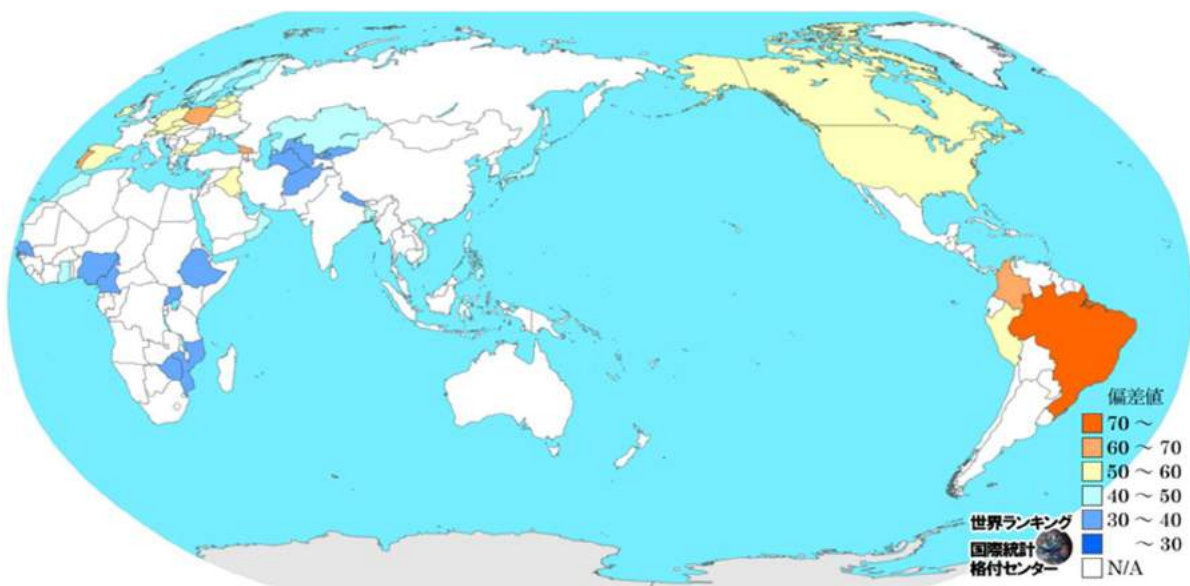 偏差値
70 ～
60 ～ 70
50 ～ 60
40 ～ 50
30 ～ 40
～ 30
N/A
世界ランキング
国際統計
格付センター